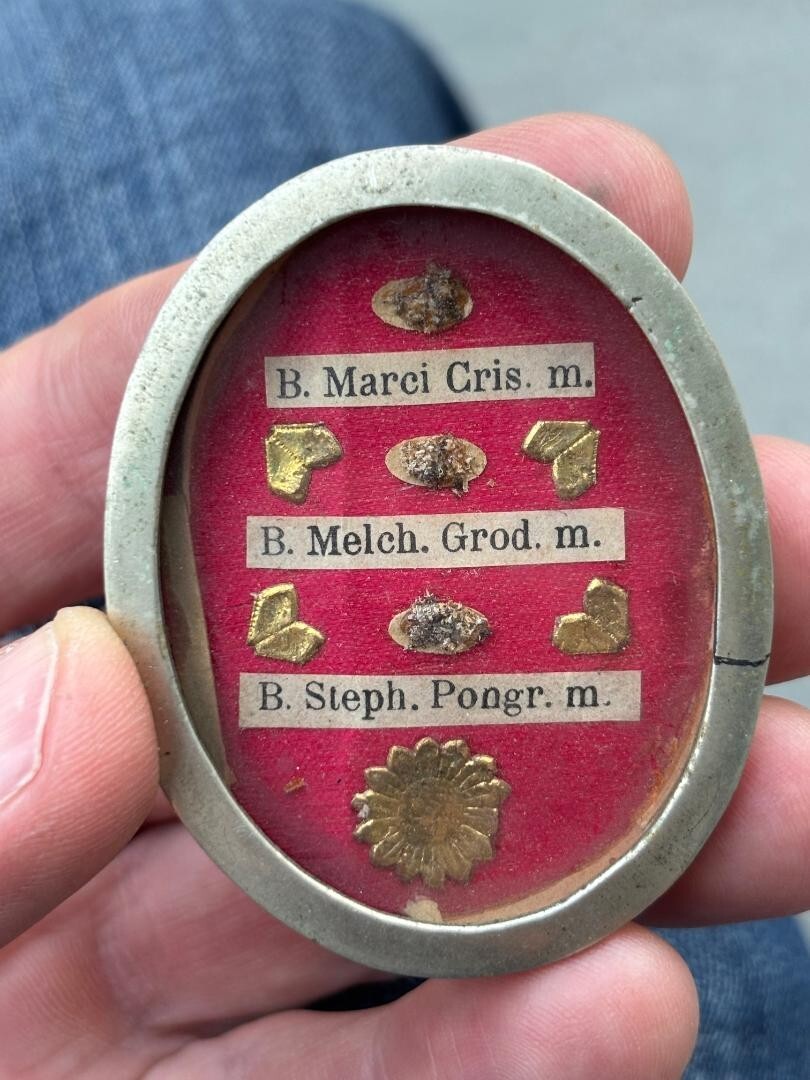 B. Marci Cris. m.
B. Melch. Grod. m.
B. Steph. Pongr. m.